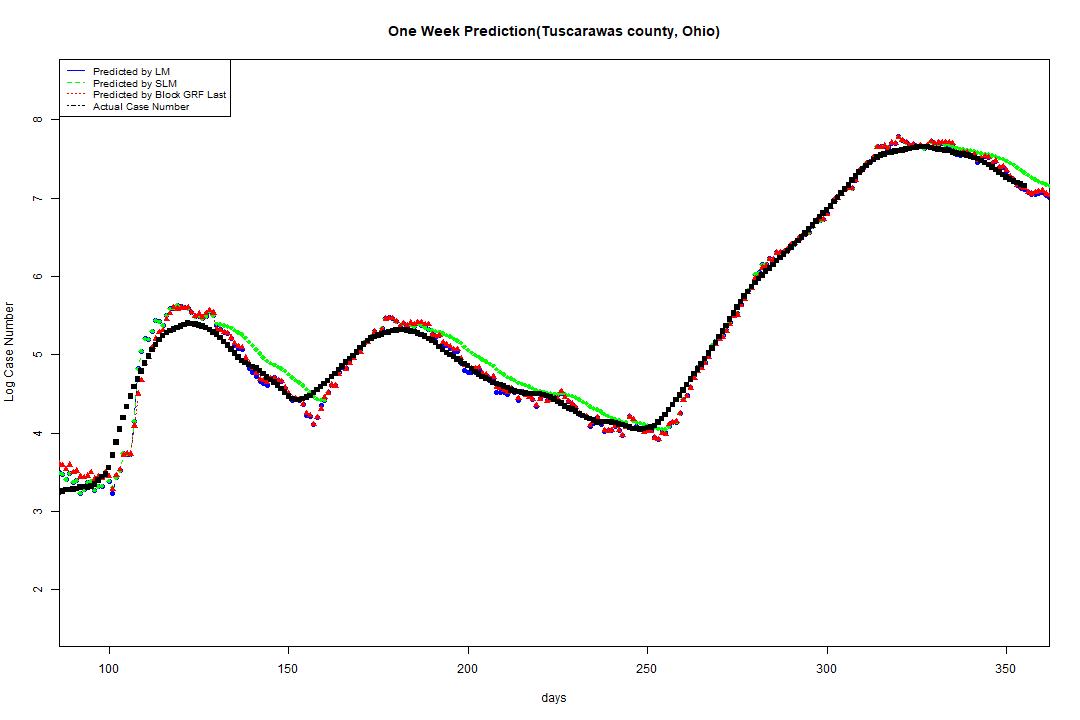 One Week Prediction(Tuscarawas county, Ohio)
Predicted by LM
Predicted by SLM
Predicted by Block GRF Last
Actual Case Number
Log Case Number
8
7
6
5
4
3
2
100 150 200 250 300 350
days